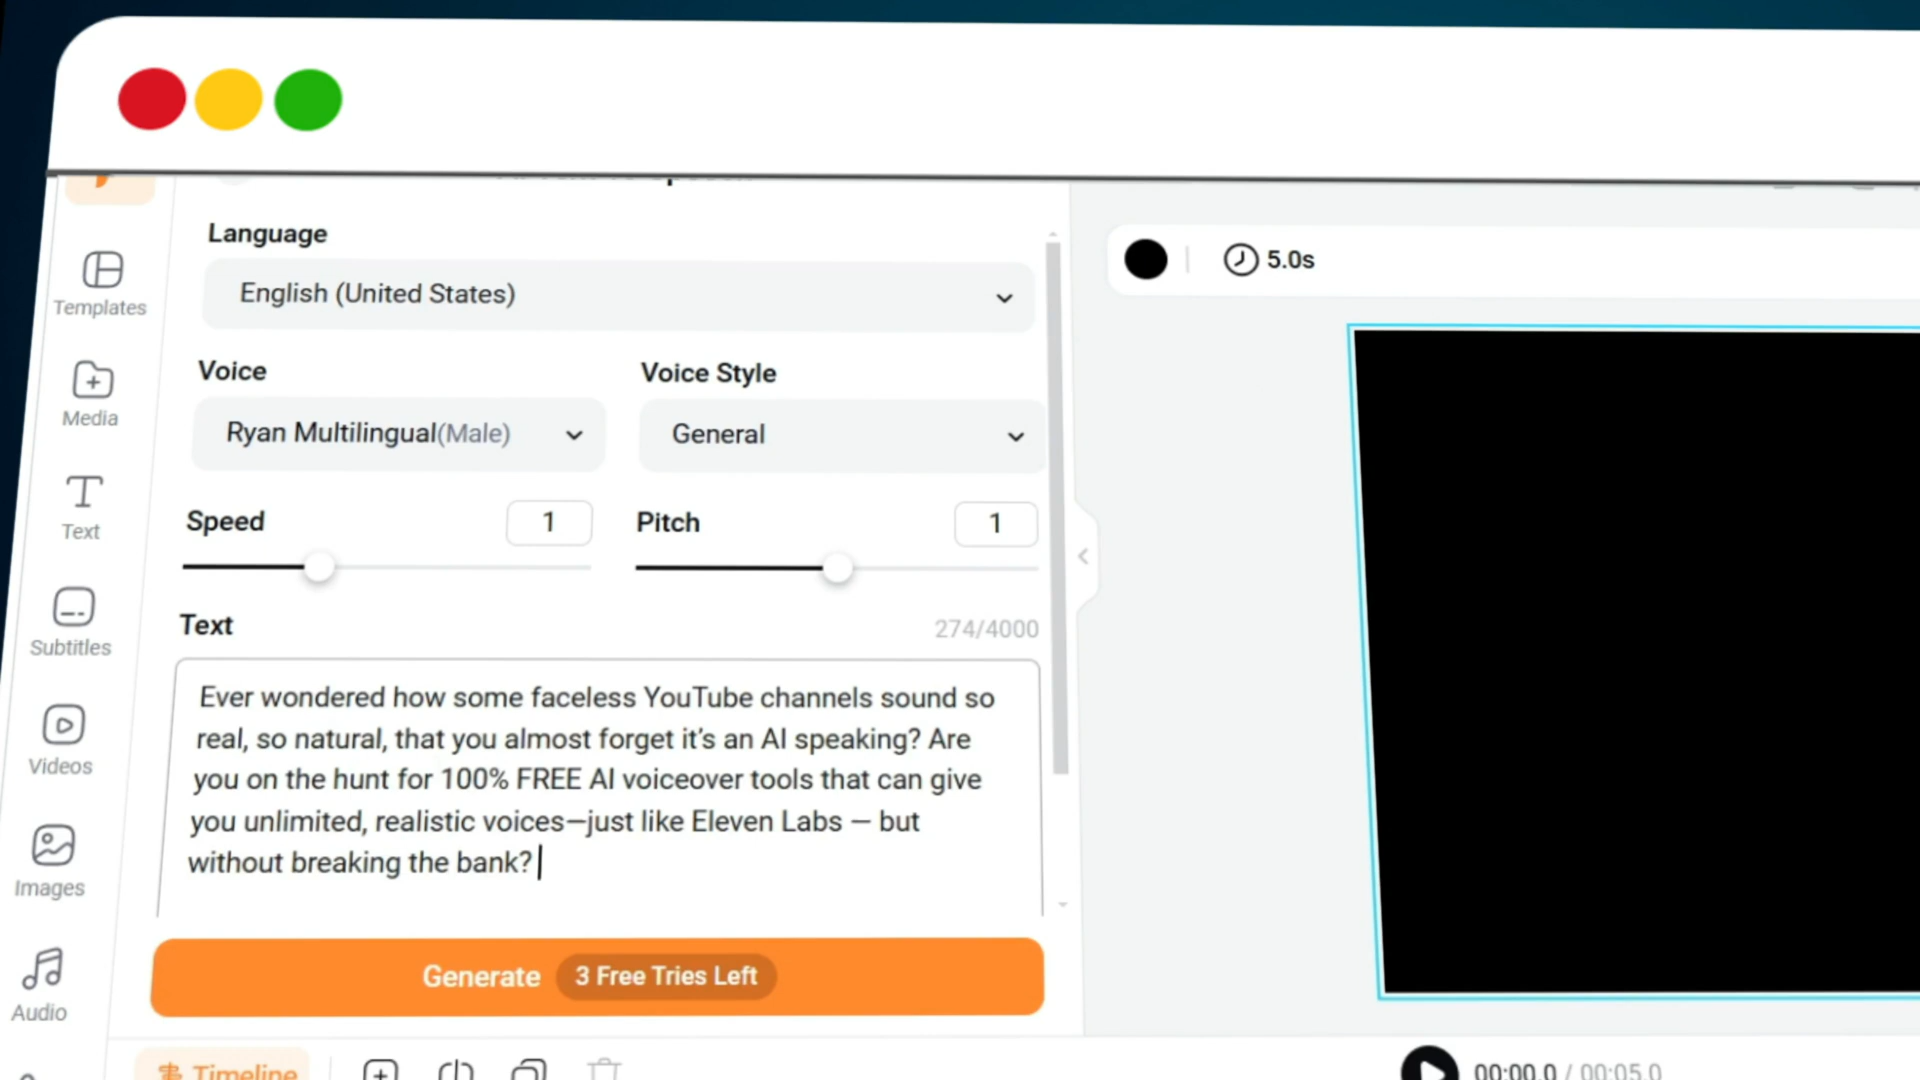 Language
English (United States)
5.0s
Templates
Voice
Voice Style
Media
Ryan Multilingual(Male)
General
Speed
1
Pitch
1
Text
Text
274/4000
Subtitles
Ever wondered how some faceless YouTube channels sound so
real, so natural, that you almost forget it's an AI speaking? Are
you on the hunt for 100% FREE AI voiceover tools that can give
you unlimited, realistic voices—just like Eleven Labs — but
without breaking the bank?
Videos
Images
Generate
3 Free Tries Left
Audio
Timeline
00:00.0 / 00:05.0